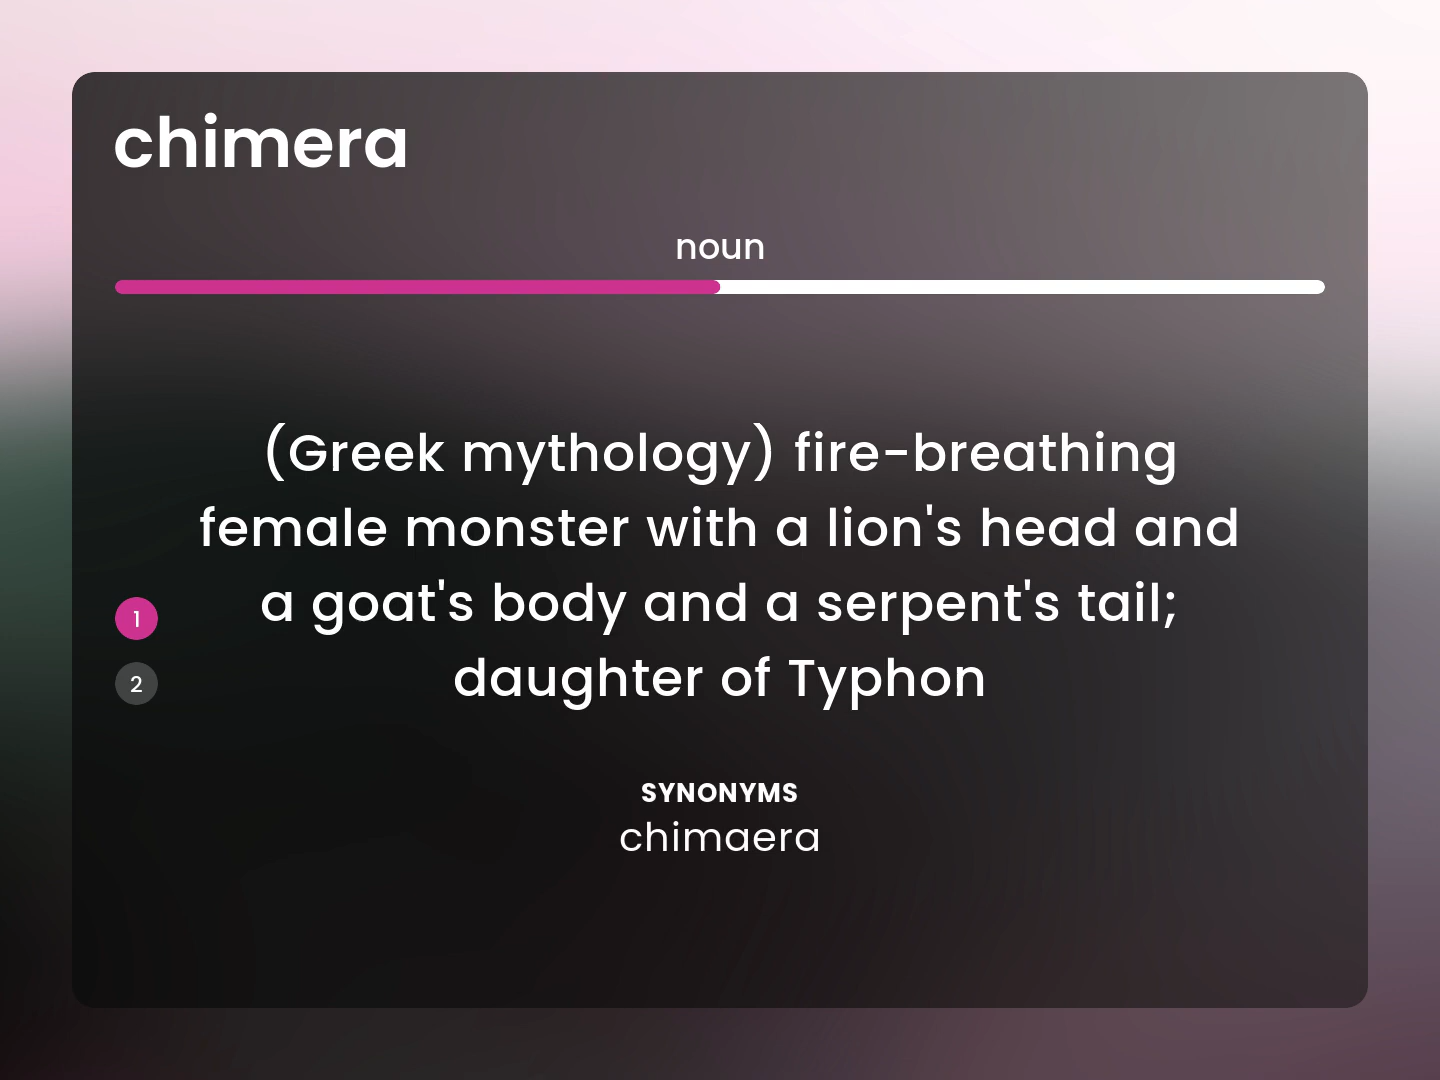 chimera
noun
(Greek mythology) fire-breathing
female monster with a lion's head and
a goat's body and a serpent's tail;
daughter of Typhon
1
2
SYNONYMS
chimaera